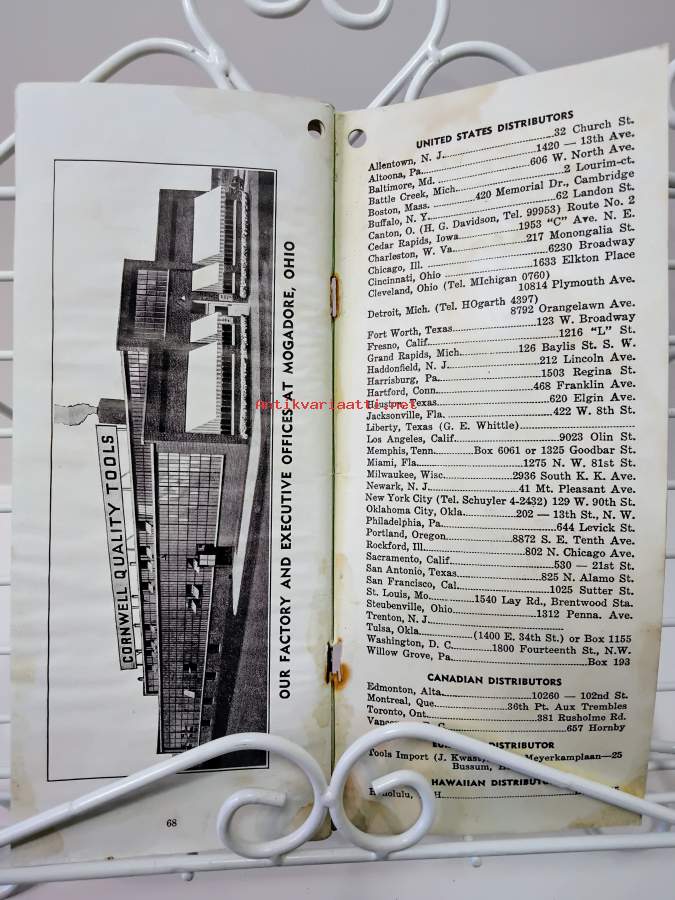 CORNWELL QUALITY TOOLS
OUR FACTORY AND EXECUTIVE OFFICES AT MOGADORE, OHIO
68
UNITED STATES DISTRIBUTORS
Allentown, N. J. 32 Church St.
Altoona, Pa. 1420 — 13th Ave.
Baltimore, Md. 606 W. North Ave.
Battle Creek, Mich. 2 Lourim-ct.
Boston, Mass. 420 Memorial Dr., Cambridge
Buffalo, N. Y. 62 Landon St.
Canton, O. (H. G. Davidson, Tel. 99953) Route No. 2
Cedar Rapids, Iowa 1953 "C" Ave. N. E.
Charleston, W. Va. 217 Monongalia St.
Chicago, Ill. 6230 Broadway
Cincinnati, Ohio 1633 Elkton Place
Cleveland, Ohio (Tel. MIchigan 0760)
10814 Plymouth Ave.
Detroit, Mich. (Tel. HOgarth 4397)
8792 Orangelawn Ave.
Fort Worth, Texas 123 W. Broadway
Fresno, Calif. 1216 "L" St.
Grand Rapids, Mich. 126 Baylis St. S. W.
Haddonfield, N. J. 212 Lincoln Ave.
Harrisburg, Pa. 1503 Regina St.
Hartford, Conn. 468 Franklin Ave.
Houston, Texas 620 Elgin Ave.
antikvariaatti.net
Jacksonville, Fla. 422 W. 8th St.
Liberty, Texas (G. E. Whittle)
Los Angeles, Calif. 9023 Olin St.
Memphis, Tenn. Box 6061 or 1325 Goodbar St.
Miami, Fla. 1275 N. W. 81st St.
Milwaukee, Wisc. 2936 South K. K. Ave.
Newark, N. J. 41 Mt. Pleasant Ave.
New York City (Tel. Schuyler 4-2432) 129 W. 90th St.
Oklahoma City, Okla. 202 — 13th St., N. W.
Philadelphia, Pa. 644 Levick St.
Portland, Oregon 8872 S. E. Tenth Ave.
Rockford, Ill. 802 N. Chicago Ave.
Sacramento, Calif. 530 — 21st St.
San Antonio, Texas 825 N. Alamo St.
San Francisco, Cal. 1025 Sutter St.
St. Louis, Mo. 1540 Lay Rd., Brentwood Sta.
Steubenville, Ohio 1312 Penna. Ave.
Trenton, N. J.
Tulsa, Okla. (1400 E. 34th St.) or Box 1155
Washington, D. C. 1800 Fourteenth St., N.W.
Willow Grove, Pa. Box 193
CANADIAN DISTRIBUTORS
Edmonton, Alta. 10260 — 102nd St.
Montreal, Que. 36th Pt. Aux Trembles
Toronto, Ont. 381 Rusholme Rd.
657 Hornby
DISTRIBUTOR
Tools Import (J. Kwast) Meyerkamplaan—25
Bussum,
HAWAIIAN DISTRIBUTOR
Honolulu,